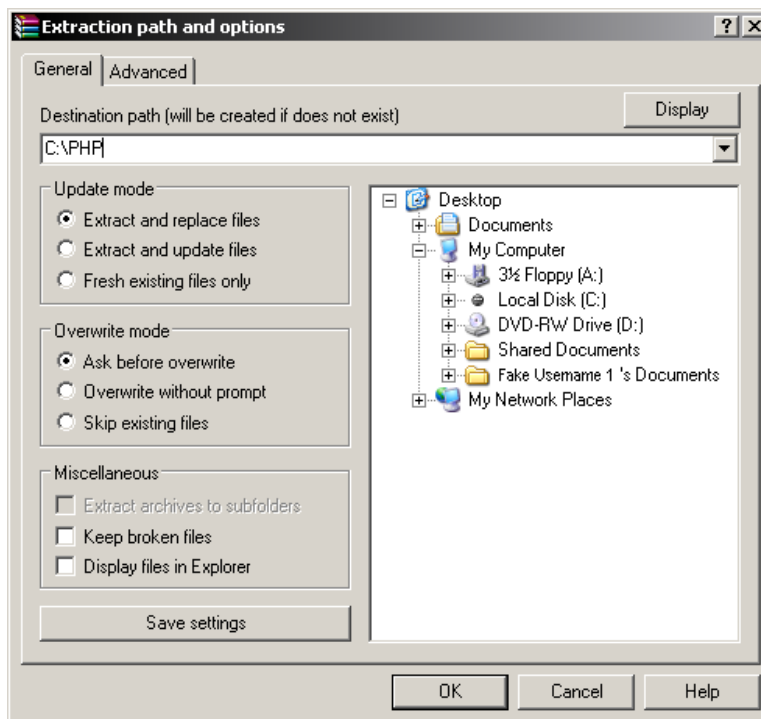 Extraction path and options
General
Advanced
Destination path (will be created if does not exist)
Display
C:\PHP
Update mode
Extract and replace files
Extract and update files
Fresh existing files only
Overwrite mode
Ask before overwrite
Overwrite without prompt
Skip existing files
Miscellaneous
Extract archives to subfolders
Keep broken files
Display files in Explorer
Save settings
Desktop
Documents
My Computer
3½ Floppy (A:)
Local Disk (C:)
DVD-RW Drive (D:)
Shared Documents
Fake Username 1 's Documents
My Network Places
OK
Cancel
Help